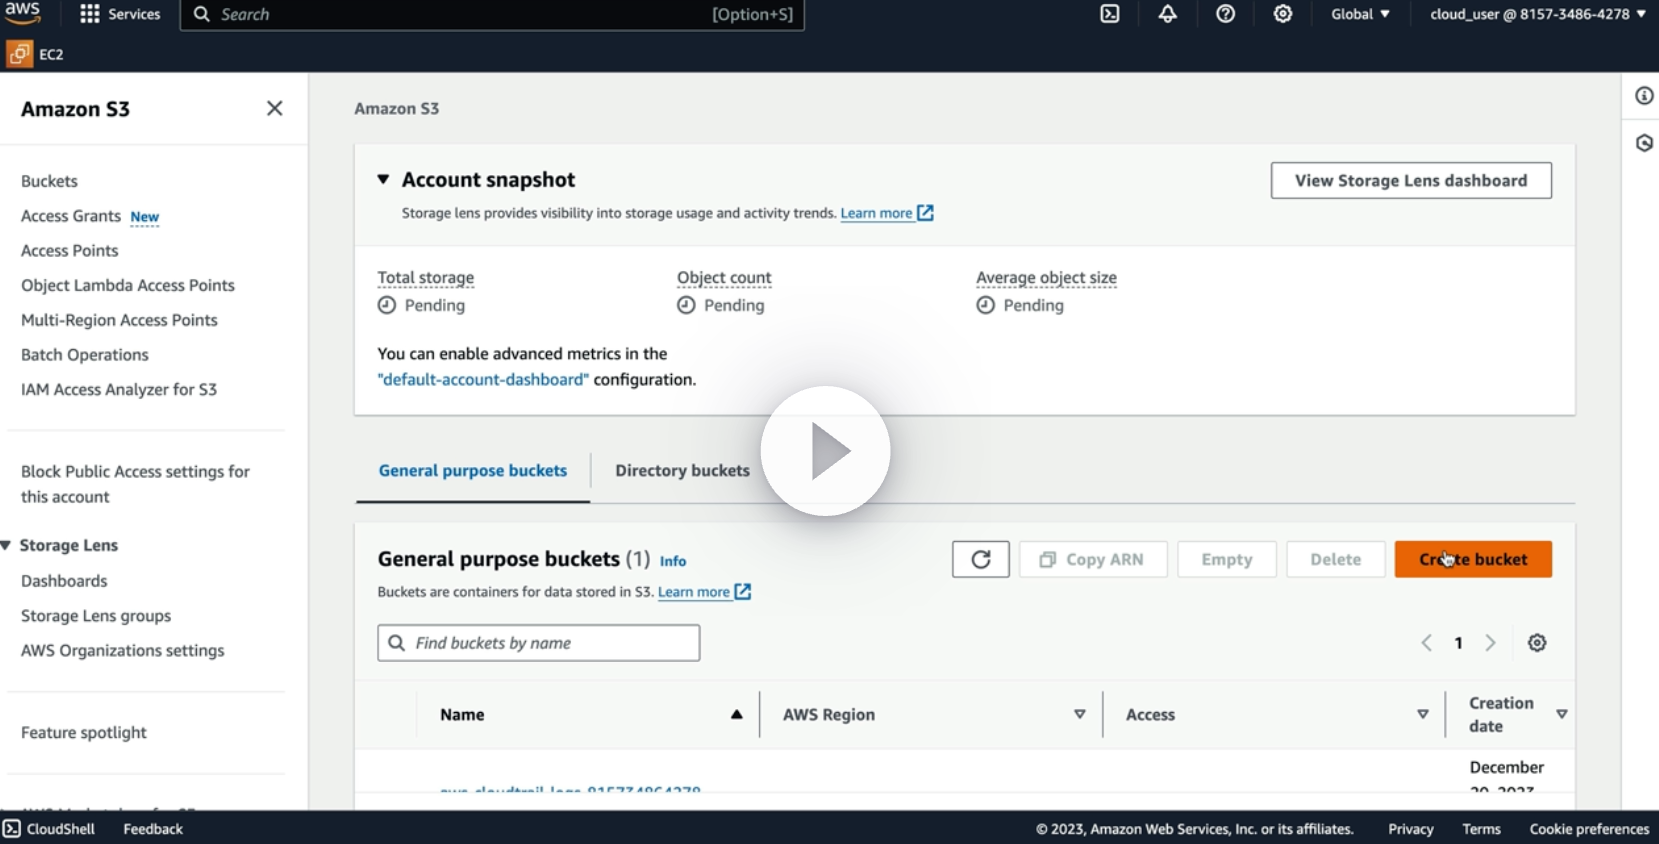 aws
Services
Search
[Option+S]
Global
cloud_user @ 8157-3486-4278
EC2
Amazon S3
Buckets
Access Grants New
Access Points
Object Lambda Access Points
Multi-Region Access Points
Batch Operations
IAM Access Analyzer for S3
Block Public Access settings for
this account
Storage Lens
Dashboards
Storage Lens groups
AWS Organizations settings
Feature spotlight
Amazon S3
Account snapshot
View Storage Lens dashboard
Storage lens provides visibility into storage usage and activity trends. Learn more
Total storage
Pending
Object count
Pending
Average object size
Pending
You can enable advanced metrics in the
"default-account-dashboard" configuration.
General purpose buckets
Directory buckets
General purpose buckets (1) Info
Buckets are containers for data stored in S3. Learn more
Copy ARN
Empty
Delete
Create bucket
Find buckets by name
1
Name
AWS Region
Access
Creation
date
aws-cloudtrail-logs-815734864278
December
20, 2023
CloudShell
Feedback
© 2023, Amazon Web Services, Inc. or its affiliates.
Privacy
Terms
Cookie preferences